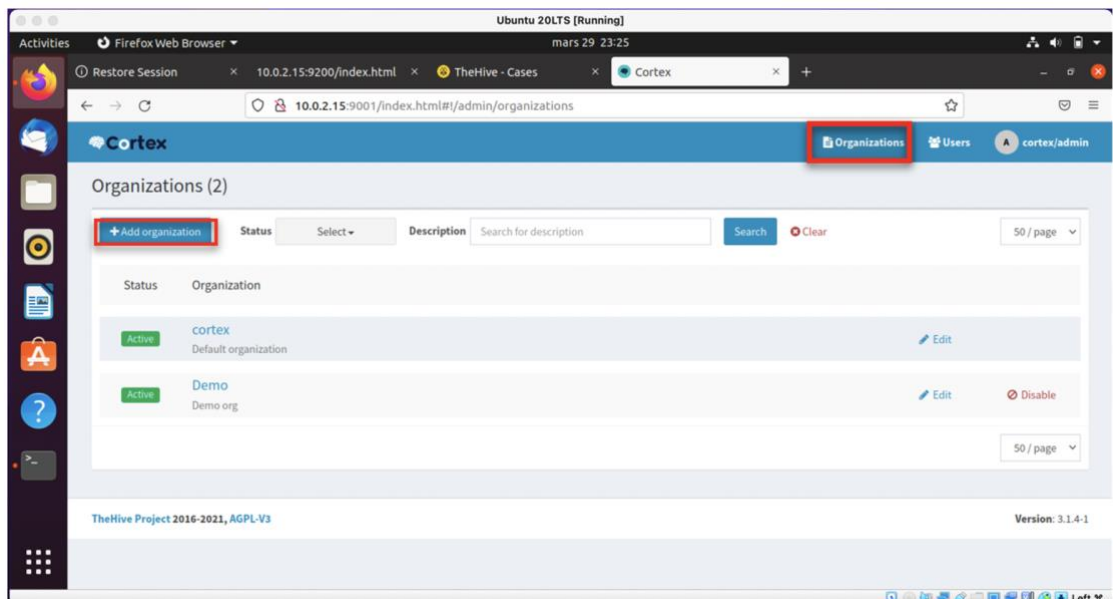 Ubuntu 20LTS [Running]
Activities Firefox Web Browser mars 29 23:25
Restore Session × 10.0.2.15:9200/index.html × TheHive - Cases × Cortex × +
10.0.2.15:9001/index.html#!/admin/organizations
Cortex Organizations Users A cortex/admin
Organizations (2)
+Add organization Status Select Description Search for description Search Clear 50 / page
Status Organization
Active cortex Edit
Default organization
Active Demo Edit Disable
Demo org
50 / page
TheHive Project 2016-2021, AGPL-V3 Version: 3.1.4-1
Left ⌘